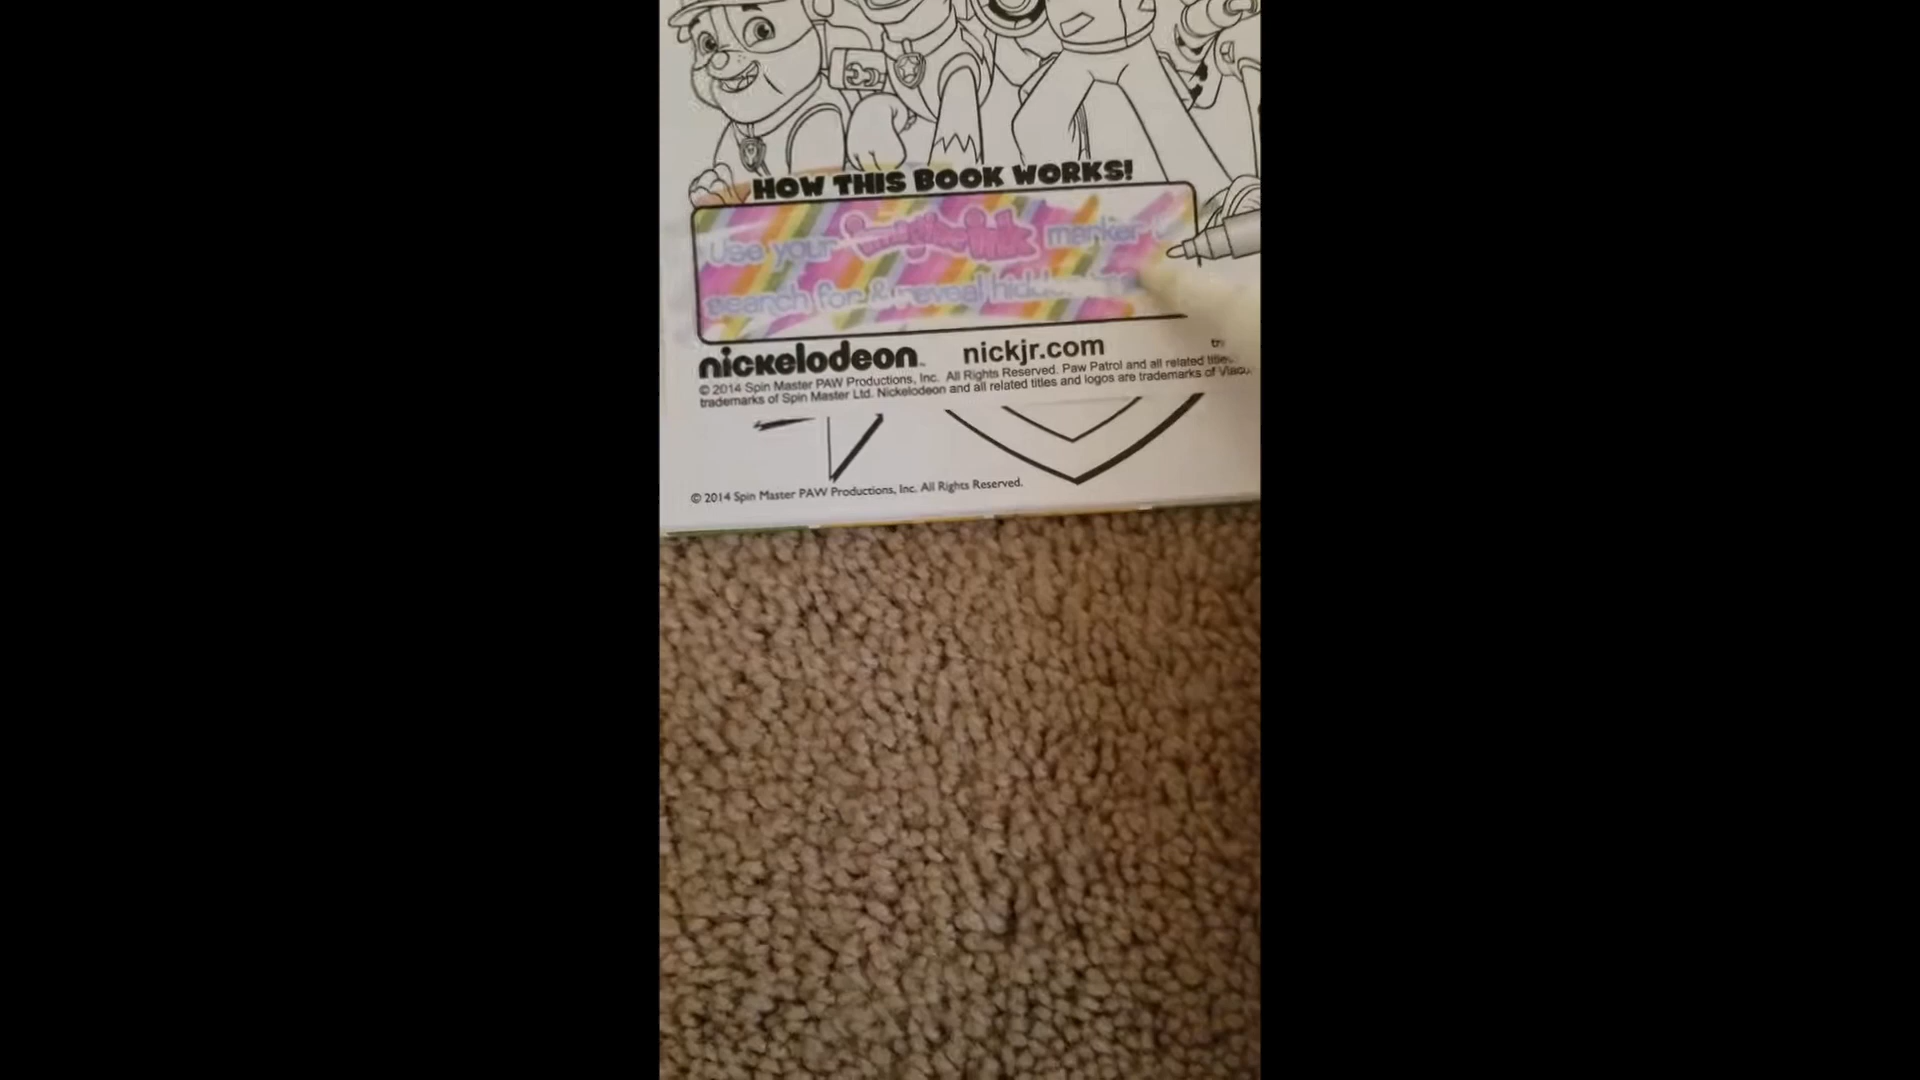 HOW THIS BOOK WORKS!
Use your imagine ink marker
search for & reveal
nickelodeon
nickjr.com
© 2014 Spin Master PAW Productions, Inc. All Rights Reserved. Paw Patrol and all related titles
trademarks of Spin Master Ltd. Nickelodeon and all related titles and logos are trademarks of
© 2014 Spin Master PAW Productions, Inc. All Rights Reserved.